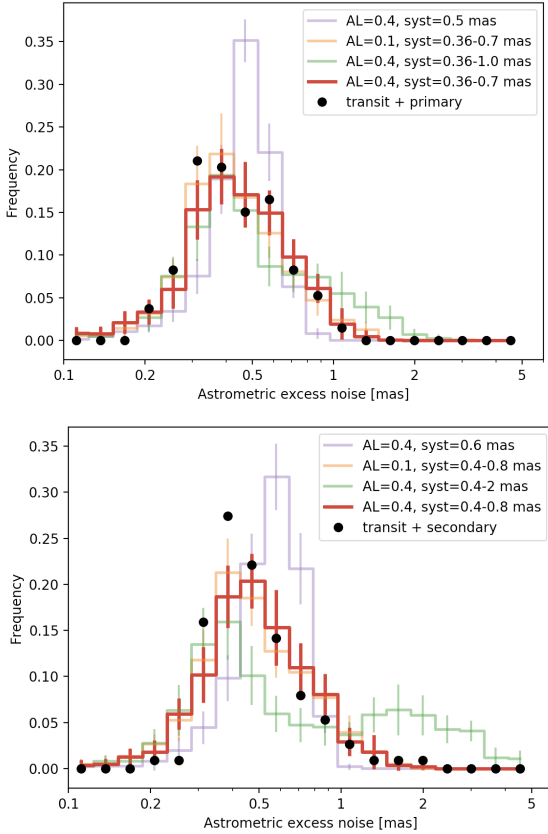 AL=0.4, syst=0.5 mas
AL=0.1, syst=0.36-0.7 mas
AL=0.4, syst=0.36-1.0 mas
AL=0.4, syst=0.36-0.7 mas
transit + primary
0.35
0.30
0.25
0.20
0.15
0.10
0.05
0.00
Frequency
0.1 0.2 0.5 1 2 5
Astrometric excess noise [mas]
AL=0.4, syst=0.6 mas
AL=0.1, syst=0.4-0.8 mas
AL=0.4, syst=0.4-2 mas
AL=0.4, syst=0.4-0.8 mas
transit + secondary
0.35
0.30
0.25
0.20
0.15
0.10
0.05
0.00
Frequency
0.1 0.2 0.5 1 2 5
Astrometric excess noise [mas]